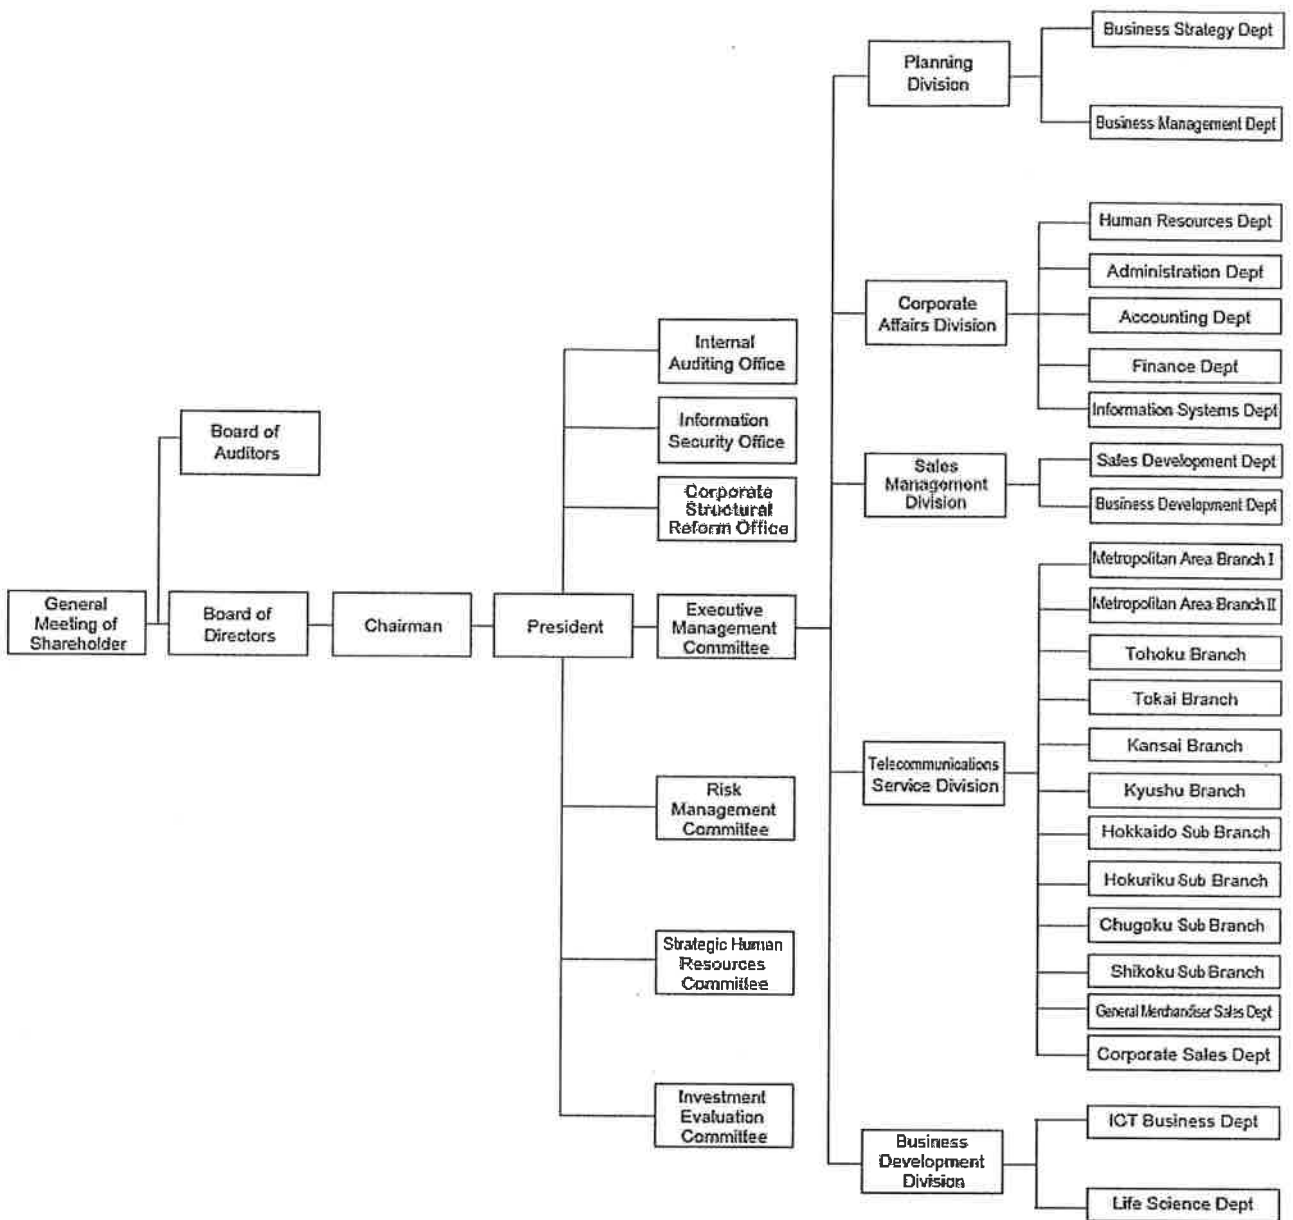 General
Meeting of
Shareholder
Board of
Auditors
Board of
Directors
Chairman
President
Internal
Auditing Office
Information
Security Office
Corporate
Structural
Reform Office
Executive
Management
Committee
Risk
Management
Committee
Strategic Human
Resources
Committee
Investment
Evaluation
Committee
Planning
Division
Business Strategy Dept
Business Management Dept
Corporate
Affairs Division
Human Resources Dept
Administration Dept
Accounting Dept
Finance Dept
Information Systems Dept
Sales
Management
Division
Sales Development Dept
Business Development Dept
Telecommunications
Service Division
Metropolitan Area Branch I
Metropolitan Area Branch II
Tohoku Branch
Tokai Branch
Kansai Branch
Kyushu Branch
Hokkaido Sub Branch
Hokuriku Sub Branch
Chugoku Sub Branch
Shikoku Sub Branch
General Merchandiser Sales Dept
Corporate Sales Dept
Business
Development
Division
ICT Business Dept
Life Science Dept